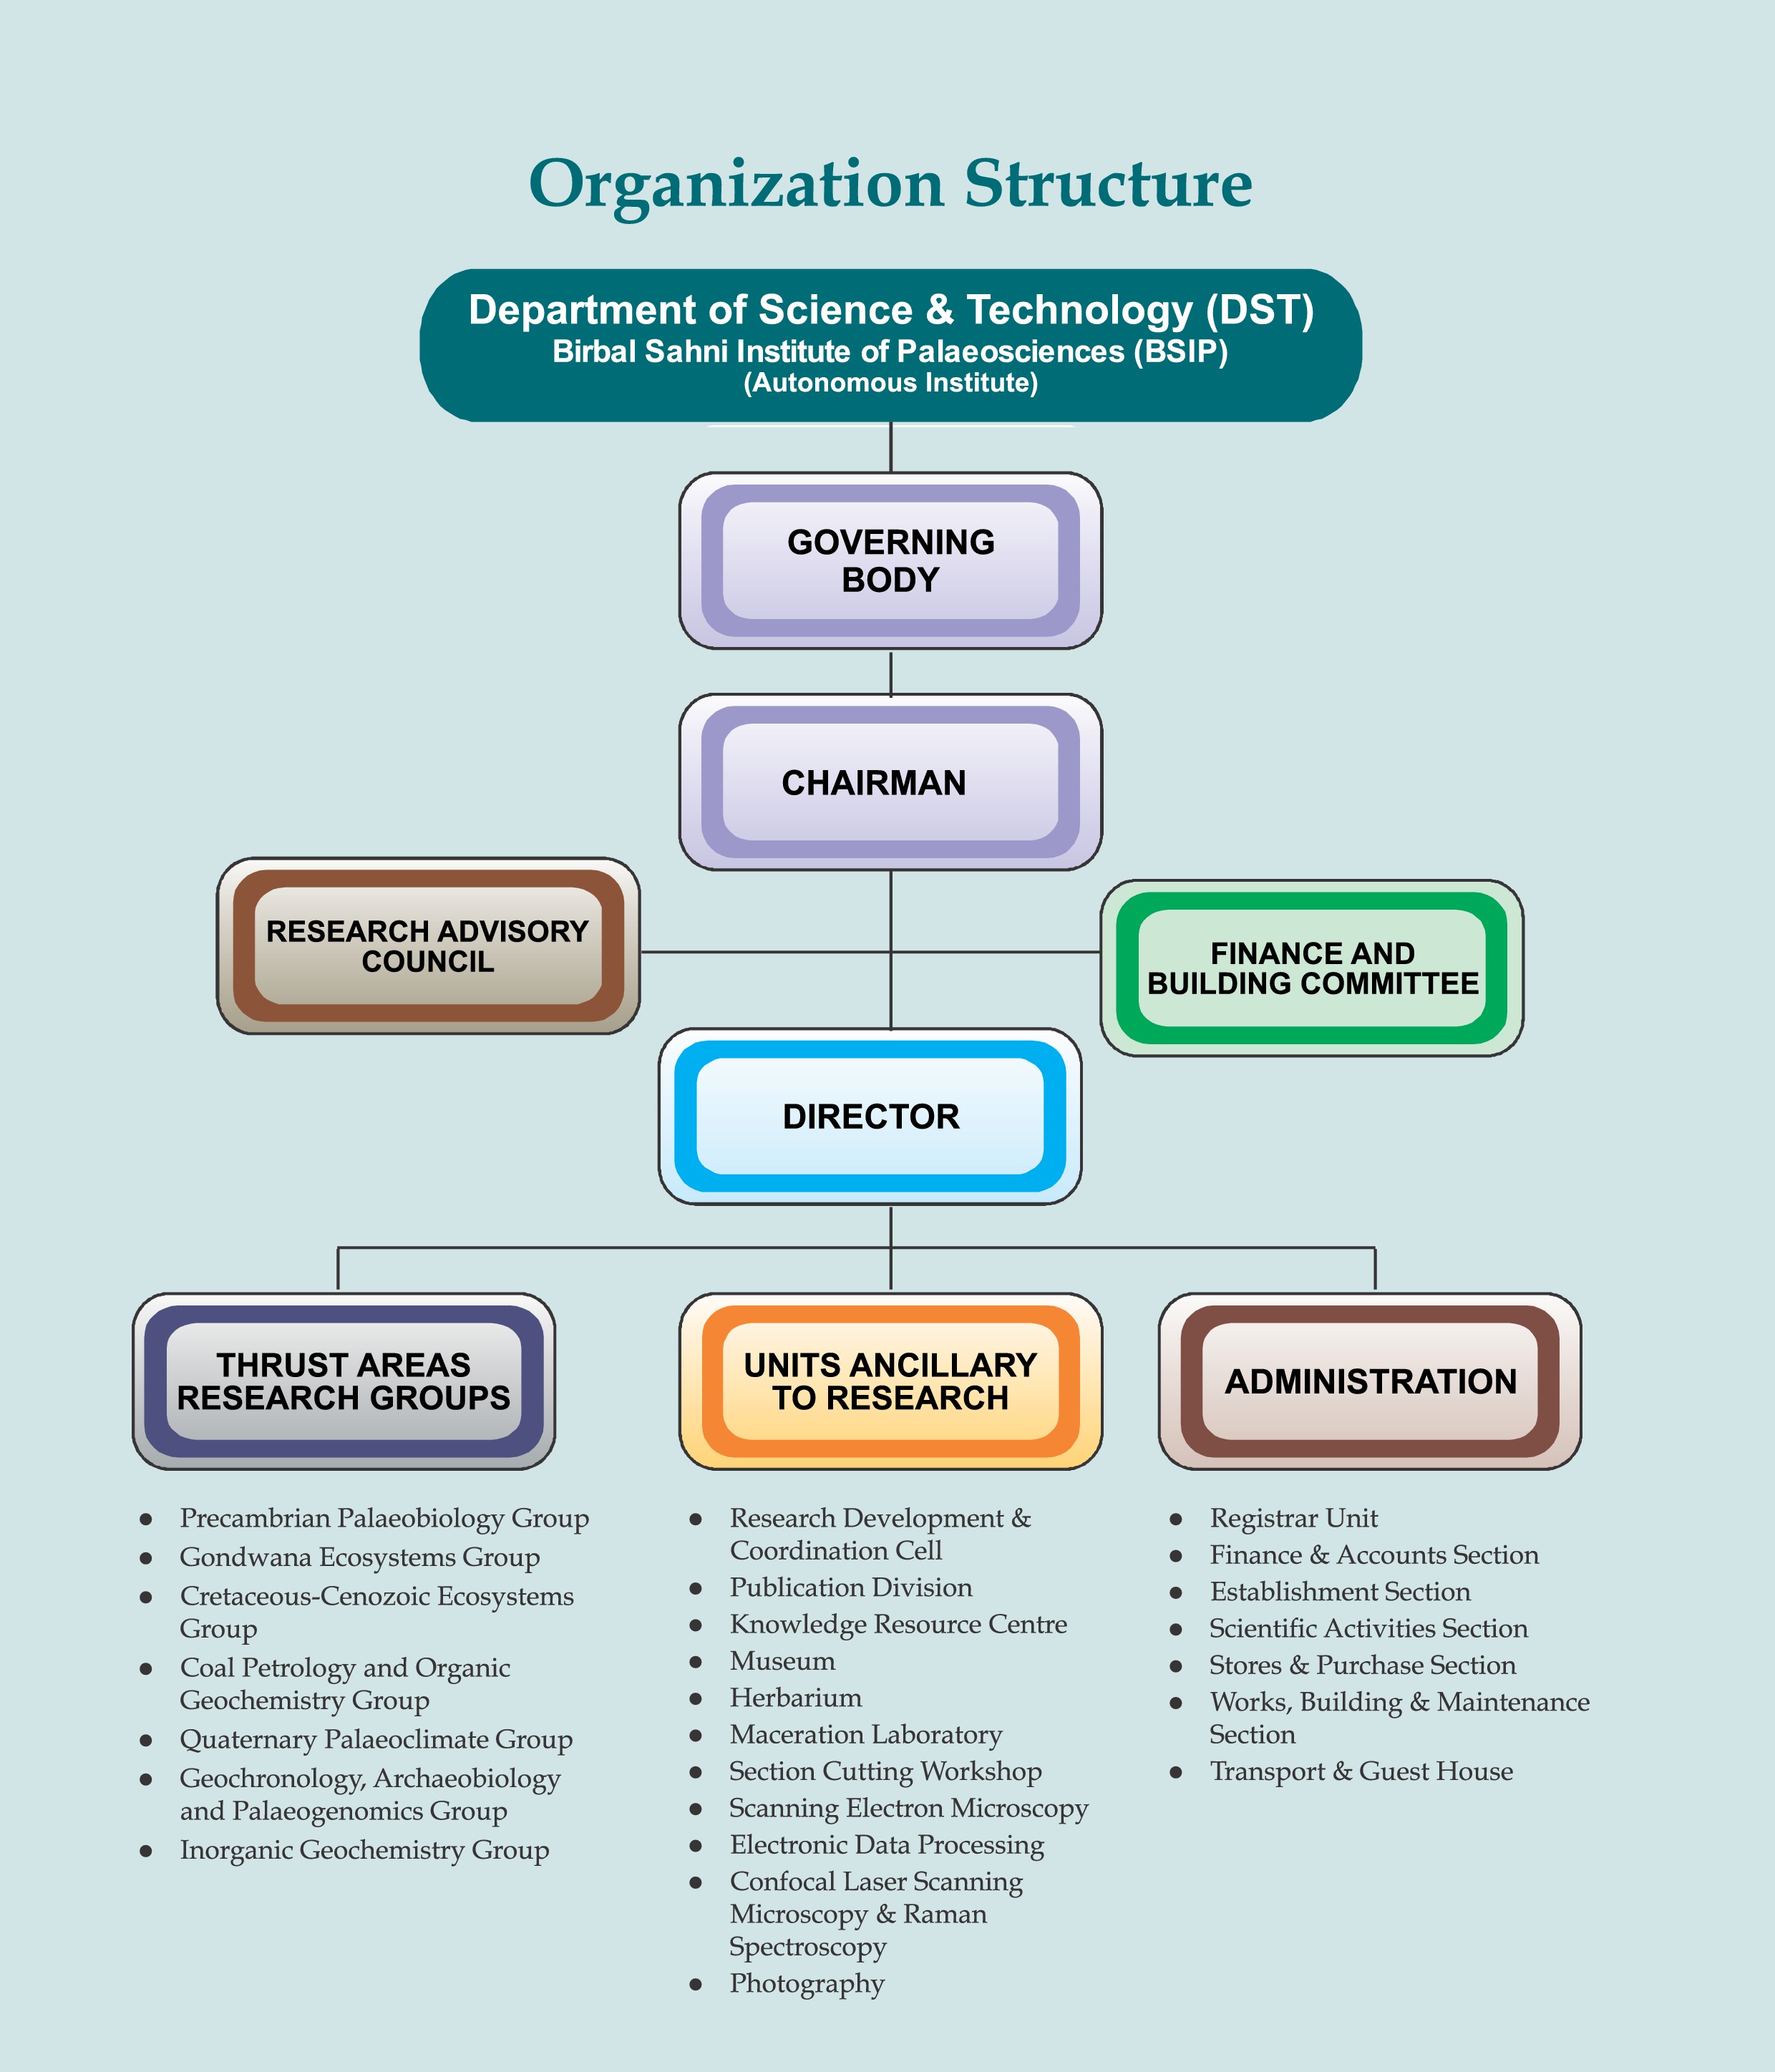 Organization Structure
Department of Science & Technology (DST)
Birbal Sahni Institute of Palaeosciences (BSIP)
(Autonomous Institute)
GOVERNING
BODY
CHAIRMAN
RESEARCH ADVISORY
COUNCIL
FINANCE AND
BUILDING COMMITTEE
DIRECTOR
THRUST AREAS
RESEARCH GROUPS
● Precambrian Palaeobiology Group
● Gondwana Ecosystems Group
● Cretaceous-Cenozoic Ecosystems
Group
● Coal Petrology and Organic
Geochemistry Group
● Quaternary Palaeoclimate Group
● Geochronology, Archaeobiology
and Palaeogenomics Group
● Inorganic Geochemistry Group
UNITS ANCILLARY
TO RESEARCH
● Research Development &
Coordination Cell
● Publication Division
● Knowledge Resource Centre
● Museum
● Herbarium
● Maceration Laboratory
● Section Cutting Workshop
● Scanning Electron Microscopy
● Electronic Data Processing
● Confocal Laser Scanning
Microscopy & Raman
Spectroscopy
● Photography
ADMINISTRATION
● Registrar Unit
● Finance & Accounts Section
● Establishment Section
● Scientific Activities Section
● Stores & Purchase Section
● Works, Building & Maintenance
Section
● Transport & Guest House